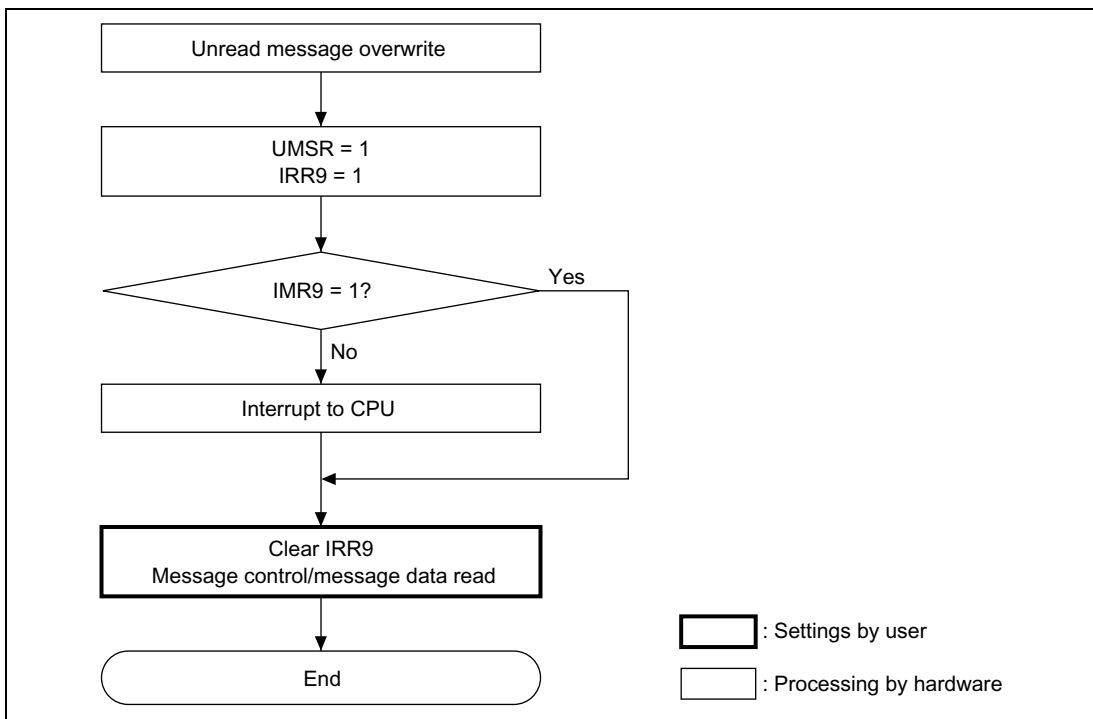 Unread message overwrite
UMSR = 1
IRR9 = 1
IMR9 = 1?
Yes
No
Interrupt to CPU
Clear IRR9
Message control/message data read
End
: Settings by user
: Processing by hardware